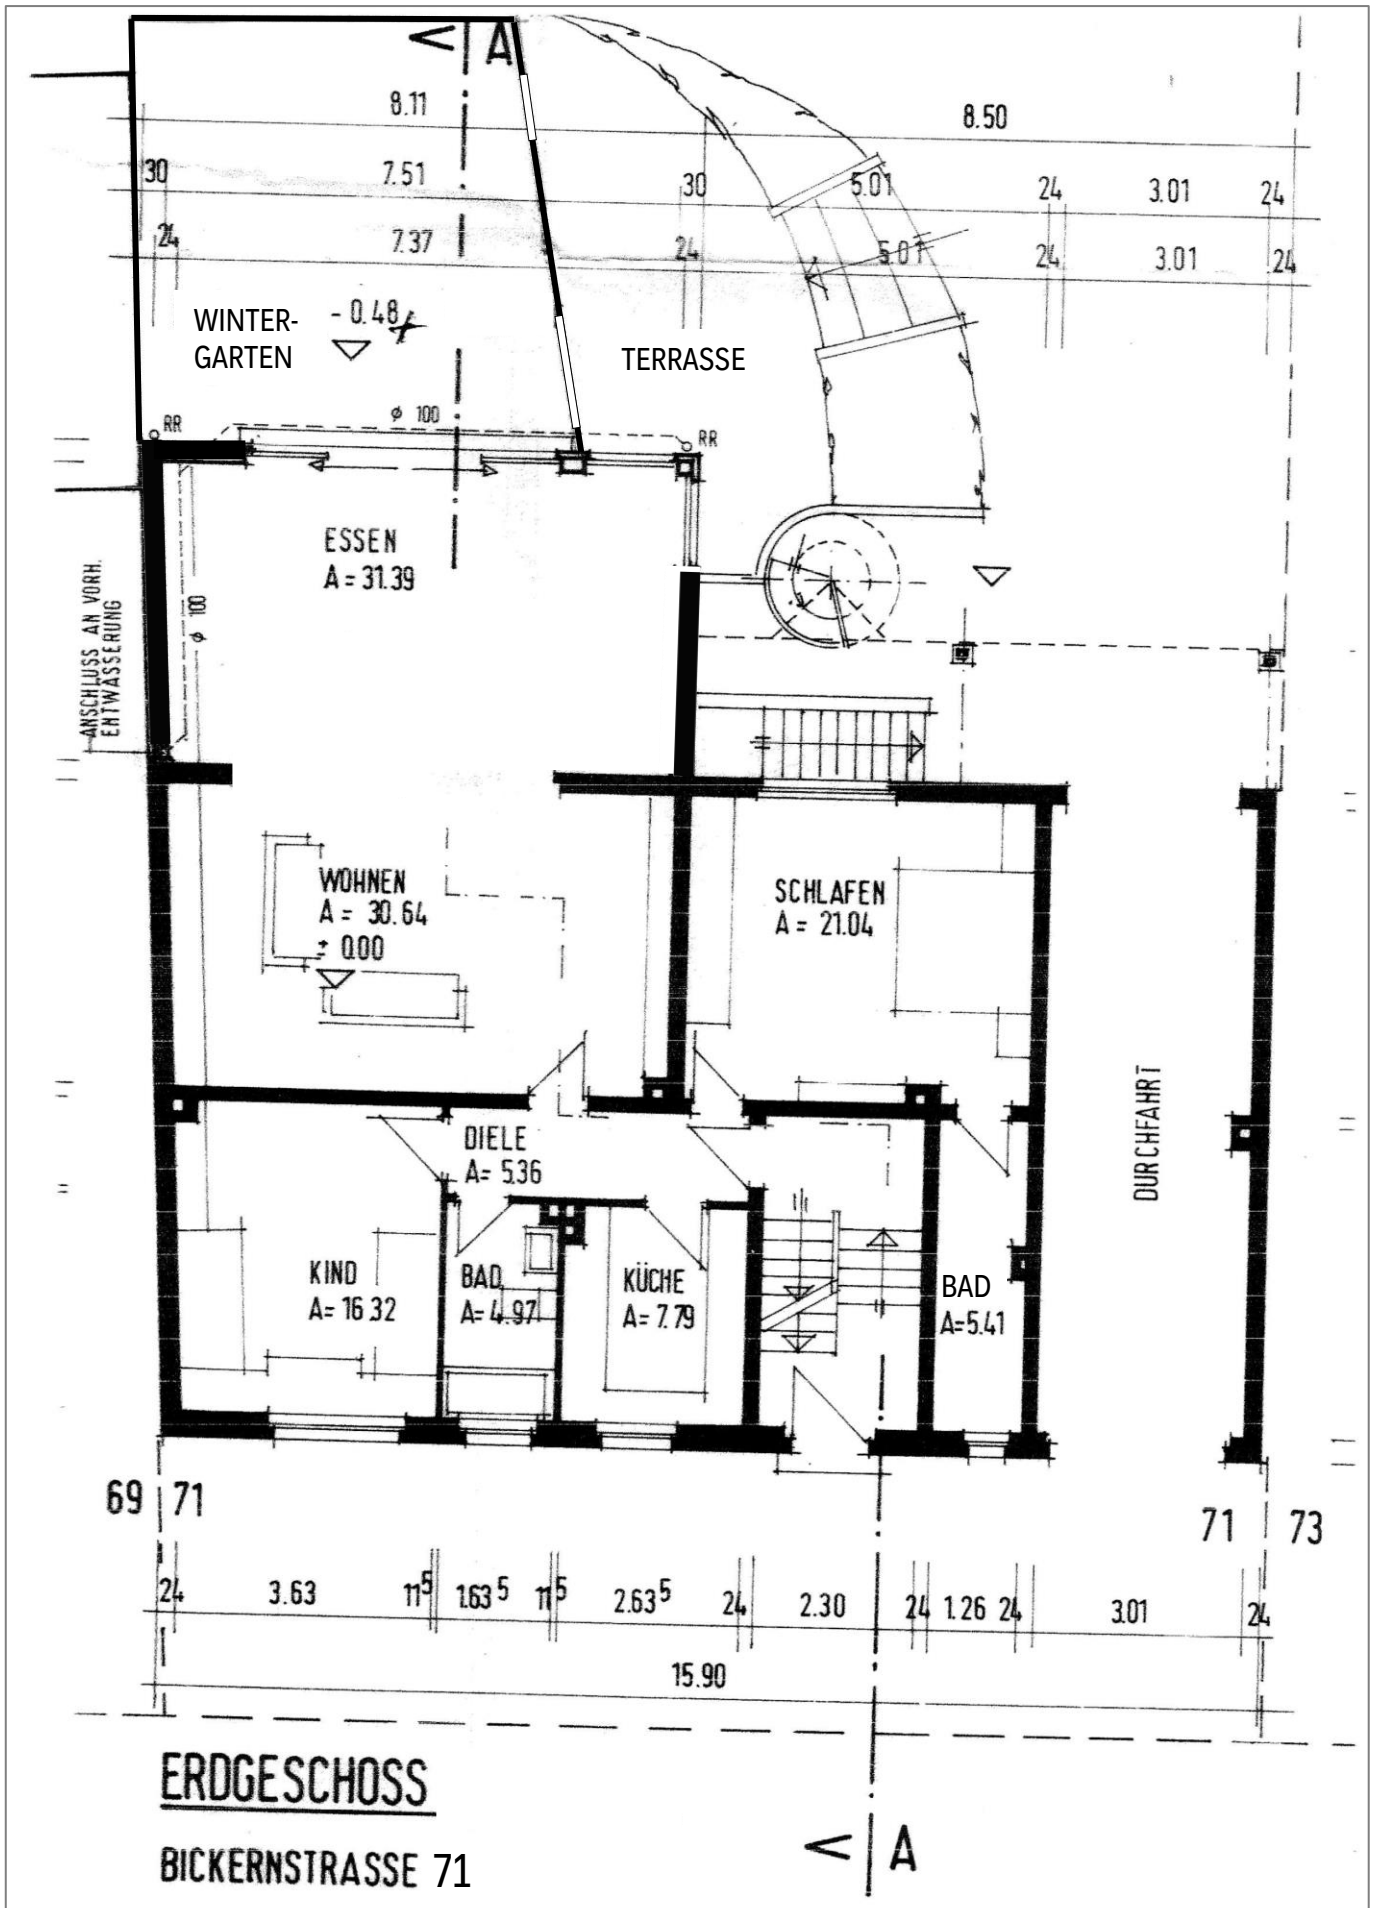 < A
8.11 8.50
30 7.51 30 5.01 24 3.01 24
24 7.37 24 5.01 24 3.01 24
WINTER-
GARTEN
- 0.48
TERRASSE
ø 100
RR RR
ESSEN
A = 31.39
ANSCHLUSS AN VORH.
ENTWÄSSERUNG
ø 100
WOHNEN
A = 30.64
± 0.00
SCHLAFEN
A = 21.04
DURCHFAHRT
DIELE
A= 5.36
KIND
A= 16.32
BAD
A= 4.97
KÜCHE
A= 7.79
BAD
A=5.41
69 71 71 73
24 3.63 11⁵ 1.63⁵ 11⁵ 2.63⁵ 24 2.30 24 1.26 24 3.01 24
15.90
ERDGESCHOSS
BICKERNSTRASSE 71
< A